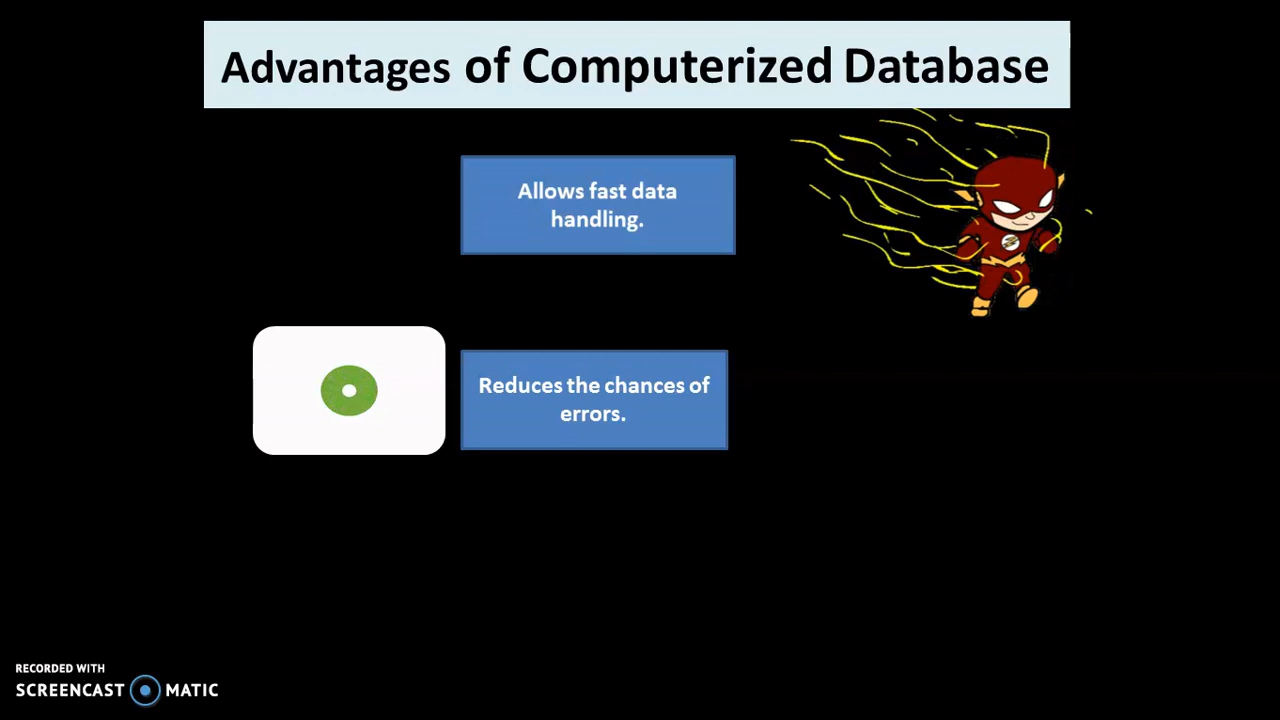 Advantages of Computerized Database
Allows fast data
handling.
Reduces the chances of
errors.
RECORDED WITH
SCREENCAST MATIC